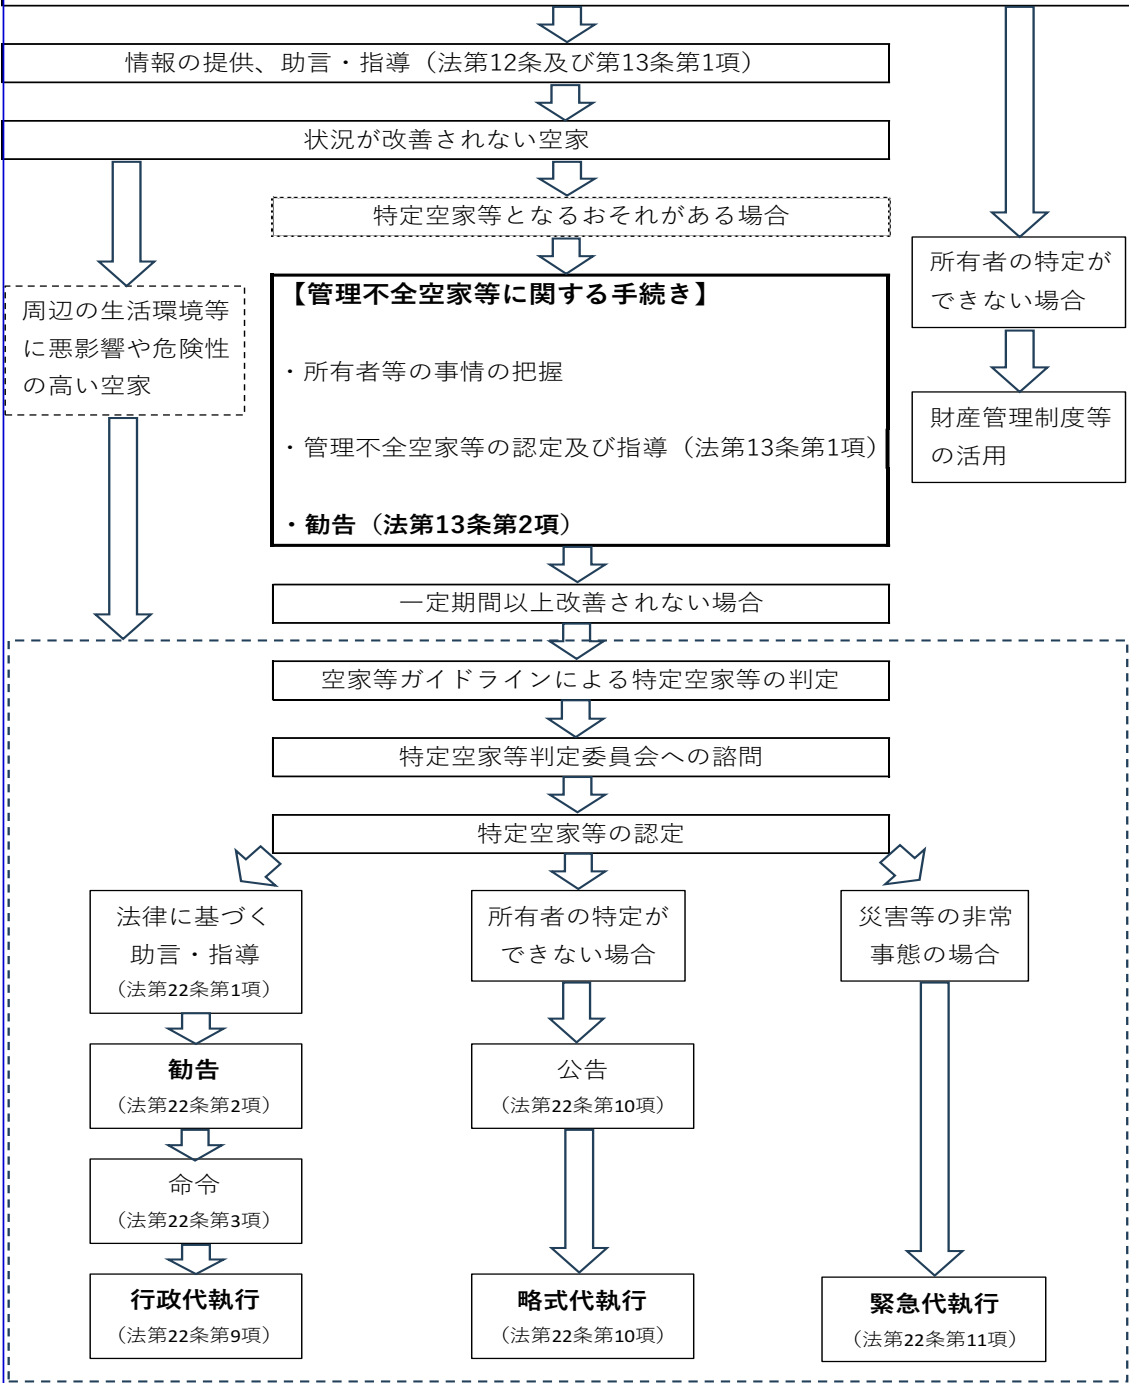 情報の提供、助言・指導（法第12条及び第13条第1項）
状況が改善されない空家
特定空家等となるおそれがある場合
所有者の特定が
できない場合
財産管理制度等
の活用
周辺の生活環境等
に悪影響や危険性
の高い空家
【管理不全空家等に関する手続き】
・所有者等の事情の把握
・管理不全空家等の認定及び指導（法第13条第1項）
・勧告（法第13条第2項）
一定期間以上改善されない場合
空家等ガイドラインによる特定空家等の判定
特定空家等判定委員会への諮問
特定空家等の認定
法律に基づく
助言・指導
（法第22条第1項）
勧告
（法第22条第2項）
命令
（法第22条第3項）
行政代執行
（法第22条第9項）
所有者の特定が
できない場合
公告
（法第22条第10項）
略式代執行
（法第22条第10項）
災害等の非常
事態の場合
緊急代執行
（法第22条第11項）